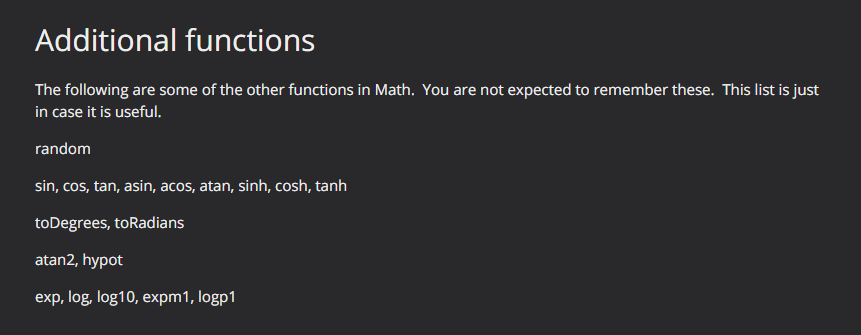 Additional functions
The following are some of the other functions in Math.  You are not expected to remember these.  This list is just
in case it is useful.
random
sin, cos, tan, asin, acos, atan, sinh, cosh, tanh
toDegrees, toRadians
atan2, hypot
exp, log, log10, expm1, logp1